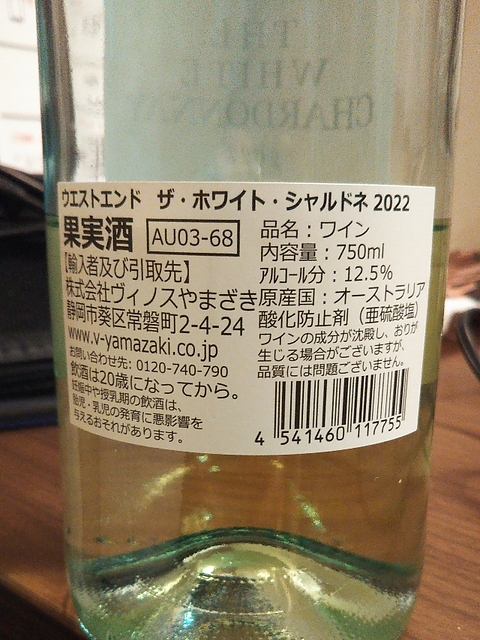 THE
WHITE
CHARDONNAY
ウエストエンド ザ・ホワイト・シャルドネ 2022
果実酒 AU03-68
【輸入者及び引取先】
株式会社ヴィノスやまざき
静岡市葵区常磐町2-4-24
www.v-yamazaki.co.jp
お問い合わせ先: 0120-740-790
飲酒は20歳になってから。
妊娠中や授乳期の飲酒は、
胎児・乳児の発育に悪影響を
与えるおそれがあります。
品名：ワイン
内容量：750ml
アルコール分：12.5%
原産国：オーストラリア
酸化防止剤（亜硫酸塩）
ワインの成分が沈殿し、おりが
生じる場合がございますが、
品質には問題ございません。
4 541460 117755